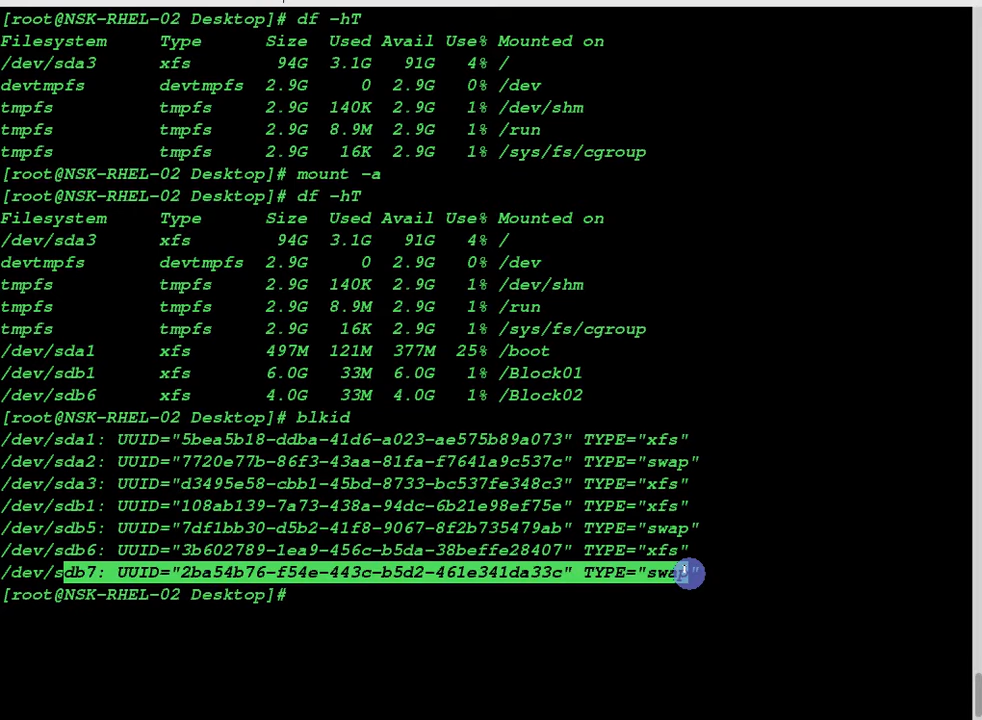 [root@NSK-RHEL-02 Desktop]# df -hT
Filesystem     Type      Size  Used Avail Use% Mounted on
/dev/sda3      xfs        94G  3.1G   91G   4% /
devtmpfs       devtmpfs  2.9G     0  2.9G   0% /dev
tmpfs          tmpfs     2.9G  140K  2.9G   1% /dev/shm
tmpfs          tmpfs     2.9G  8.9M  2.9G   1% /run
tmpfs          tmpfs     2.9G   16K  2.9G   1% /sys/fs/cgroup
[root@NSK-RHEL-02 Desktop]# mount -a
[root@NSK-RHEL-02 Desktop]# df -hT
Filesystem     Type      Size  Used Avail Use% Mounted on
/dev/sda3      xfs        94G  3.1G   91G   4% /
devtmpfs       devtmpfs  2.9G     0  2.9G   0% /dev
tmpfs          tmpfs     2.9G  140K  2.9G   1% /dev/shm
tmpfs          tmpfs     2.9G  8.9M  2.9G   1% /run
tmpfs          tmpfs     2.9G   16K  2.9G   1% /sys/fs/cgroup
/dev/sda1      xfs       497M  121M  377M  25% /boot
/dev/sdb1      xfs       6.0G   33M  6.0G   1% /Block01
/dev/sdb6      xfs       4.0G   33M  4.0G   1% /Block02
[root@NSK-RHEL-02 Desktop]# blkid
/dev/sda1: UUID="5bea5b18-ddba-41d6-a023-ae575b89a073" TYPE="xfs"
/dev/sda2: UUID="7720e77b-86f3-43aa-81fa-f7641a9c537c" TYPE="swap"
/dev/sda3: UUID="d3495e58-cbb1-45bd-8733-bc537fe348c3" TYPE="xfs"
/dev/sdb1: UUID="108ab139-7a73-438a-94dc-6b21e98ef75e" TYPE="xfs"
/dev/sdb5: UUID="7df1bb30-d5b2-41f8-9067-8f2b735479ab" TYPE="swap"
/dev/sdb6: UUID="3b602789-1ea9-456c-b5da-38beffe28407" TYPE="xfs"
/dev/sdb7: UUID="2ba54b76-f54e-443c-b5d2-461e341da33c" TYPE="swap"
[root@NSK-RHEL-02 Desktop]#